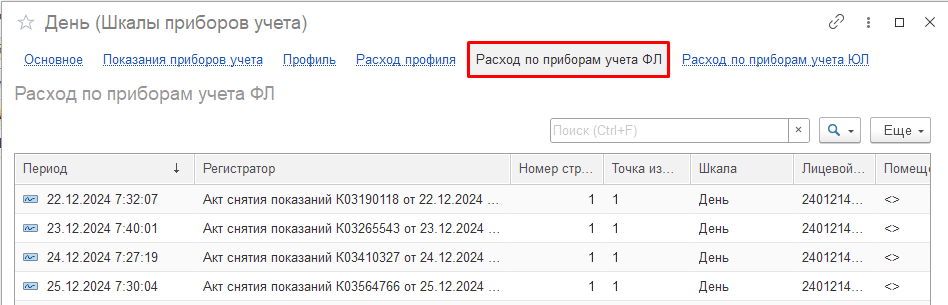 День (Шкалы приборов учета)
Основное Показания приборов учета Профиль Расход профиля Расход по приборам учета ФЛ Расход по приборам учета ЮЛ
Расход по приборам учета ФЛ
Поиск (Ctrl+F) × Еще
Период ↓ Регистратор Номер стр... Точка из... Шкала Лицевой... Помеще
22.12.2024 7:32:07 Акт снятия показаний К03190118 от 22.12.2024 ... 1 1 День 2401214... <>
23.12.2024 7:40:01 Акт снятия показаний К03265543 от 23.12.2024 ... 1 1 День 2401214... <>
24.12.2024 7:27:19 Акт снятия показаний К03410327 от 24.12.2024 ... 1 1 День 2401214... <>
25.12.2024 7:30:04 Акт снятия показаний К03564766 от 25.12.2024 ... 1 1 День 2401214... <>